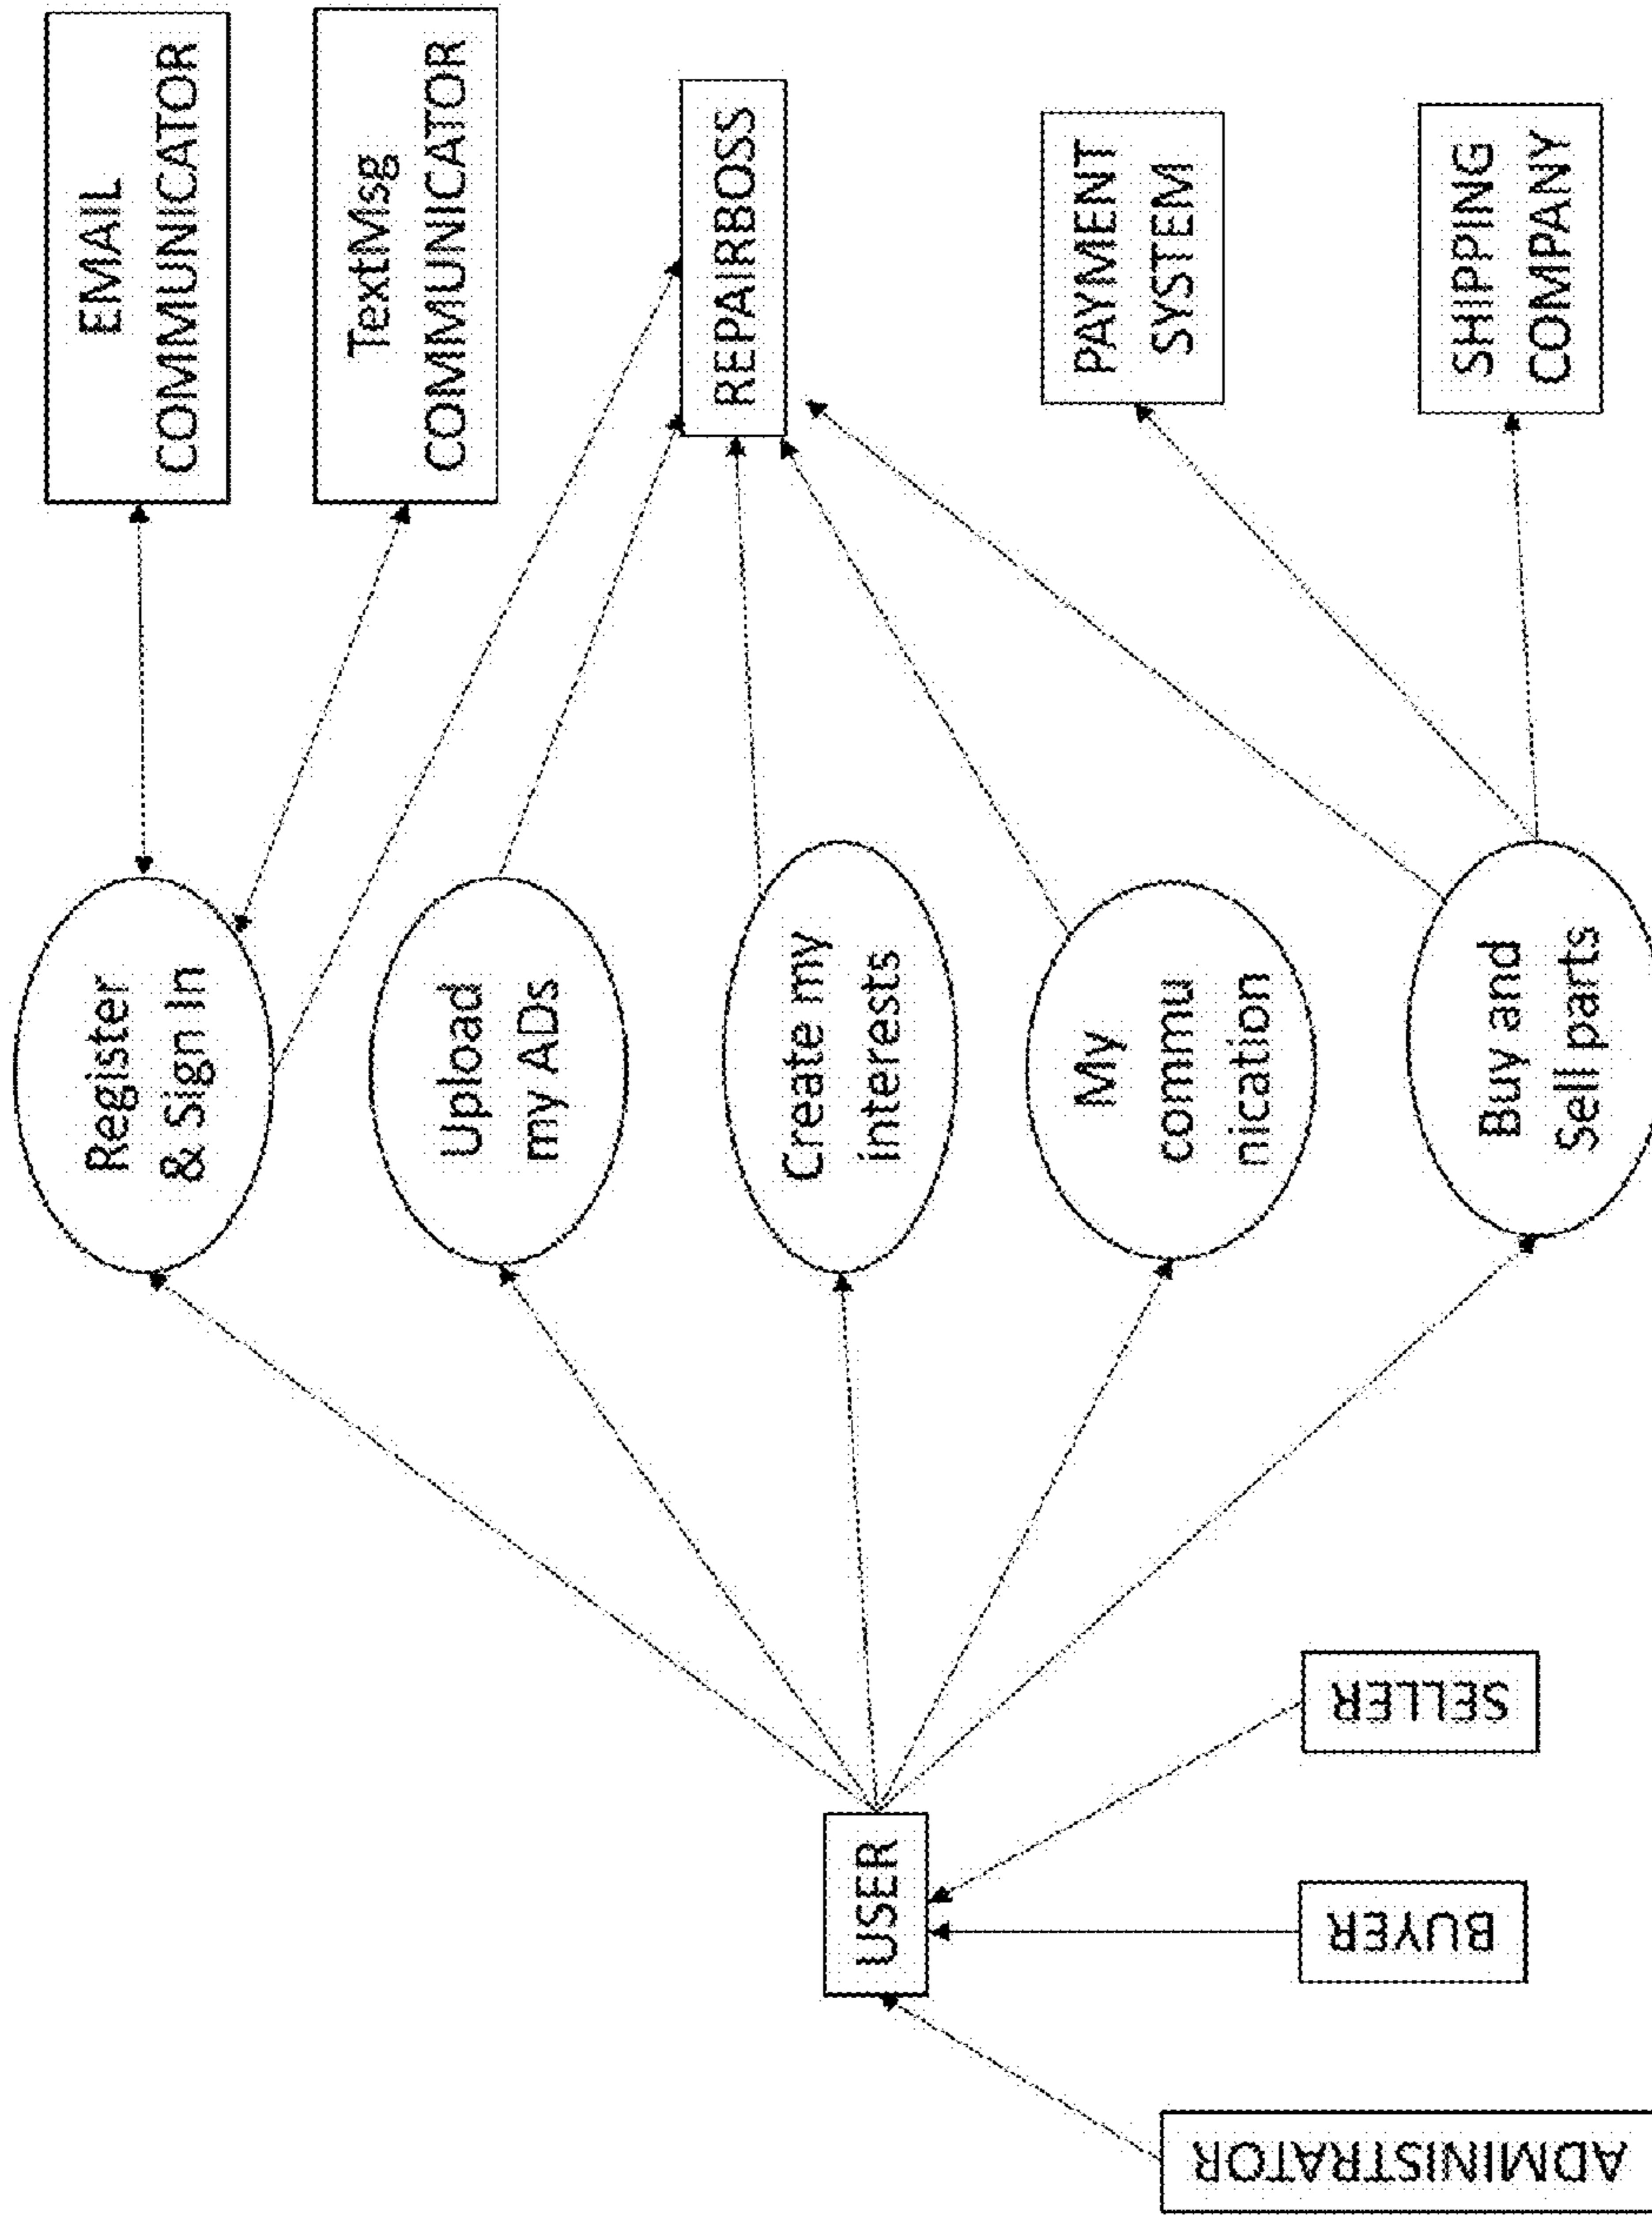 EMAIL
COMMUNICATOR
TextMsg
COMMUNICATOR
REPAIRBOSS
PAYMENT
SYSTEM
SHIPPING
COMPANY
Register
& Sign In
Upload
my ADs
Create my
interests
My
commu
nication
Buy and
Sell parts
USER
SELLER
BUYER
ADMINISTRATOR